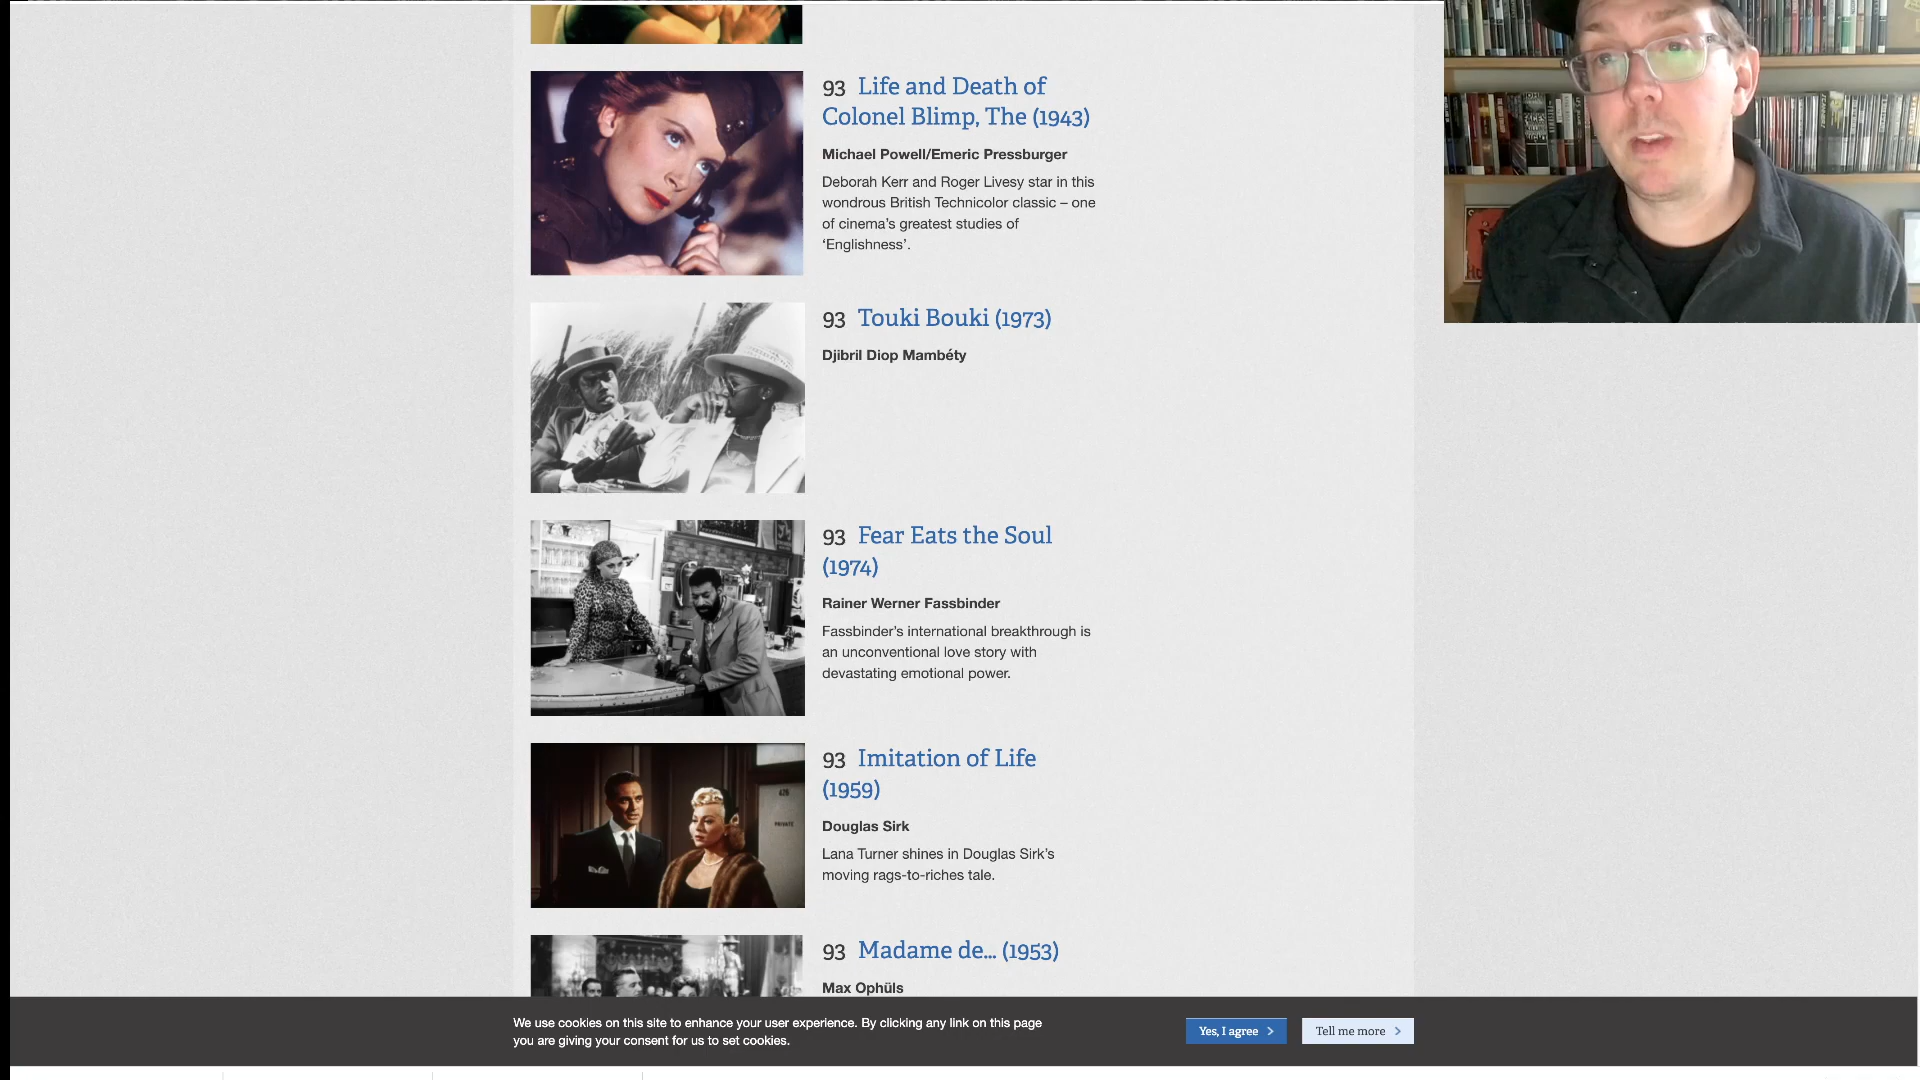 93 Life and Death of
Colonel Blimp, The (1943)
Michael Powell/Emeric Pressburger
Deborah Kerr and Roger Livesy star in this
wondrous British Technicolor classic – one
of cinema's greatest studies of
'Englishness'.
93 Touki Bouki (1973)
Djibril Diop Mambéty
93 Fear Eats the Soul
(1974)
Rainer Werner Fassbinder
Fassbinder's international breakthrough is
an unconventional love story with
devastating emotional power.
93 Imitation of Life
(1959)
Douglas Sirk
Lana Turner shines in Douglas Sirk's
moving rags-to-riches tale.
PRIVATE
93 Madame de... (1953)
Max Ophüls
We use cookies on this site to enhance your user experience. By clicking any link on this page
you are giving your consent for us to set cookies.
Yes, I agree
Tell me more